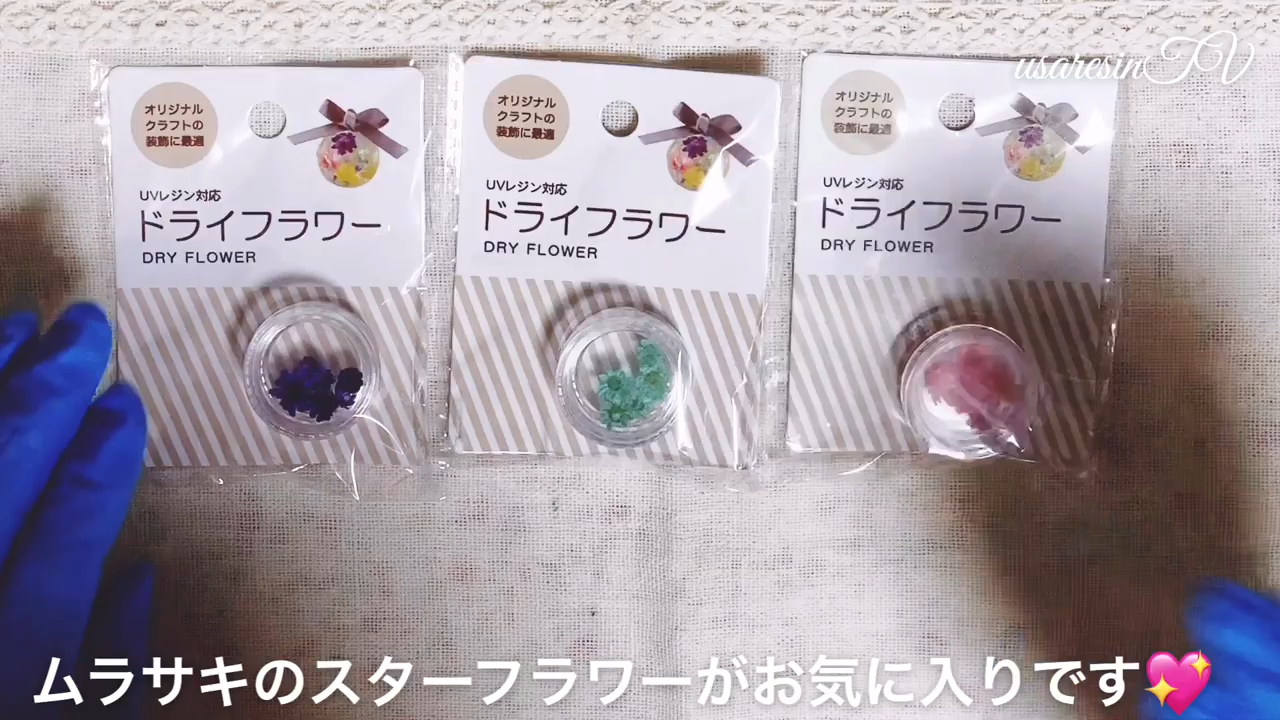 usaresinTV
オリジナル
クラフトの
装飾に最適
UVレジン対応
ドライフラワー
DRY FLOWER
オリジナル
クラフトの
装飾に最適
UVレジン対応
ドライフラワー
DRY FLOWER
オリジナル
クラフトの
装飾に最適
UVレジン対応
ドライフラワー
DRY FLOWER
ムラサキのスターフラワーがお気に入りです💖